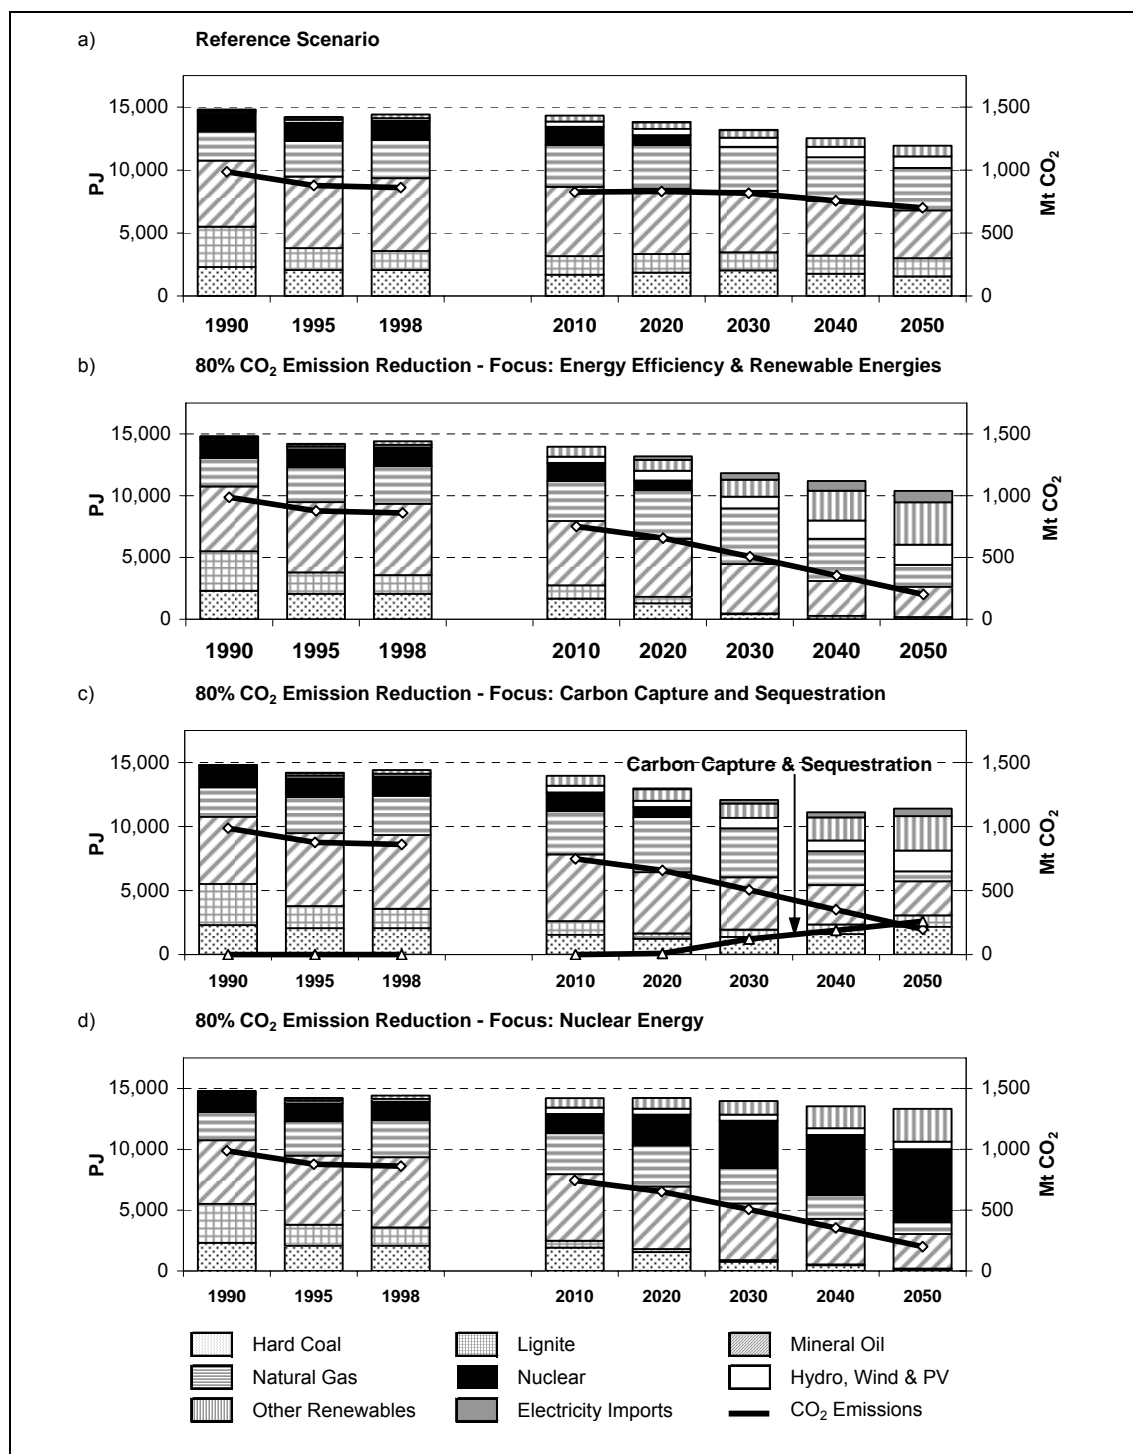 a) Reference Scenario
15,000 1,500
10,000 1,000
PJ Mt CO₂
5,000 500
0 0
1990 1995 1998 2010 2020 2030 2040 2050
b) 80% CO₂ Emission Reduction - Focus: Energy Efficiency & Renewable Energies
15,000 1,500
10,000 1,000
PJ Mt CO₂
5,000 500
0 0
1990 1995 1998 2010 2020 2030 2040 2050
c) 80% CO₂ Emission Reduction - Focus: Carbon Capture and Sequestration
15,000 Carbon Capture & Sequestration 1,500
10,000 1,000
PJ Mt CO₂
5,000 500
0 0
1990 1995 1998 2010 2020 2030 2040 2050
d) 80% CO₂ Emission Reduction - Focus: Nuclear Energy
15,000 1,500
10,000 1,000
PJ Mt CO₂
5,000 500
0 0
1990 1995 1998 2010 2020 2030 2040 2050
Hard Coal Lignite Mineral Oil
Natural Gas Nuclear Hydro, Wind & PV
Other Renewables Electricity Imports CO₂ Emissions